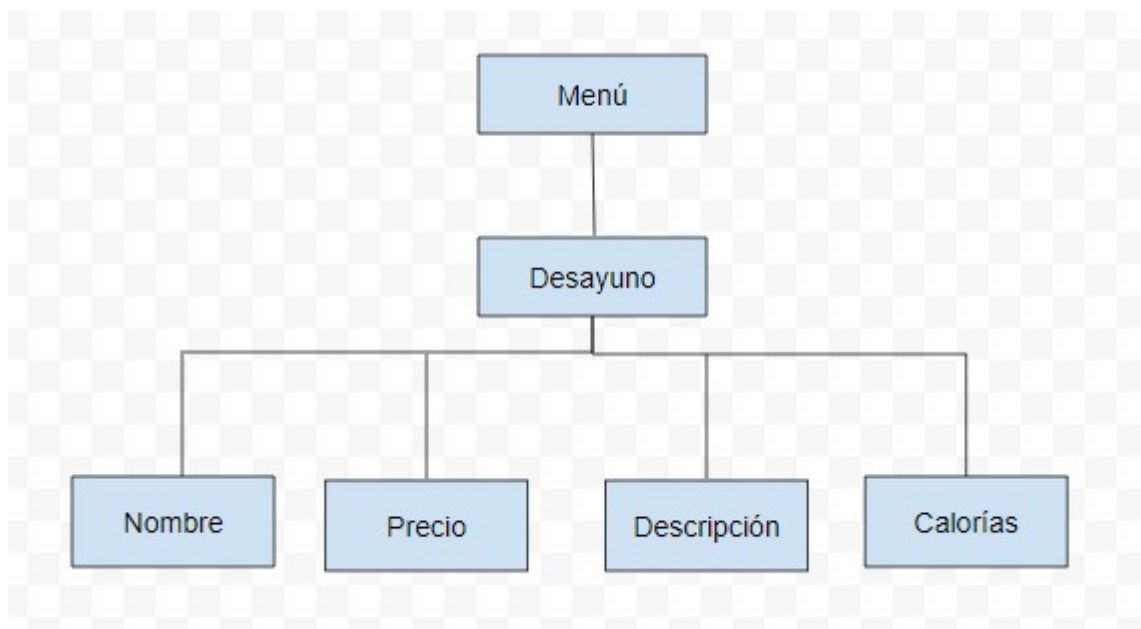 Menú
Desayuno
Nombre
Precio
Descripción
Calorías